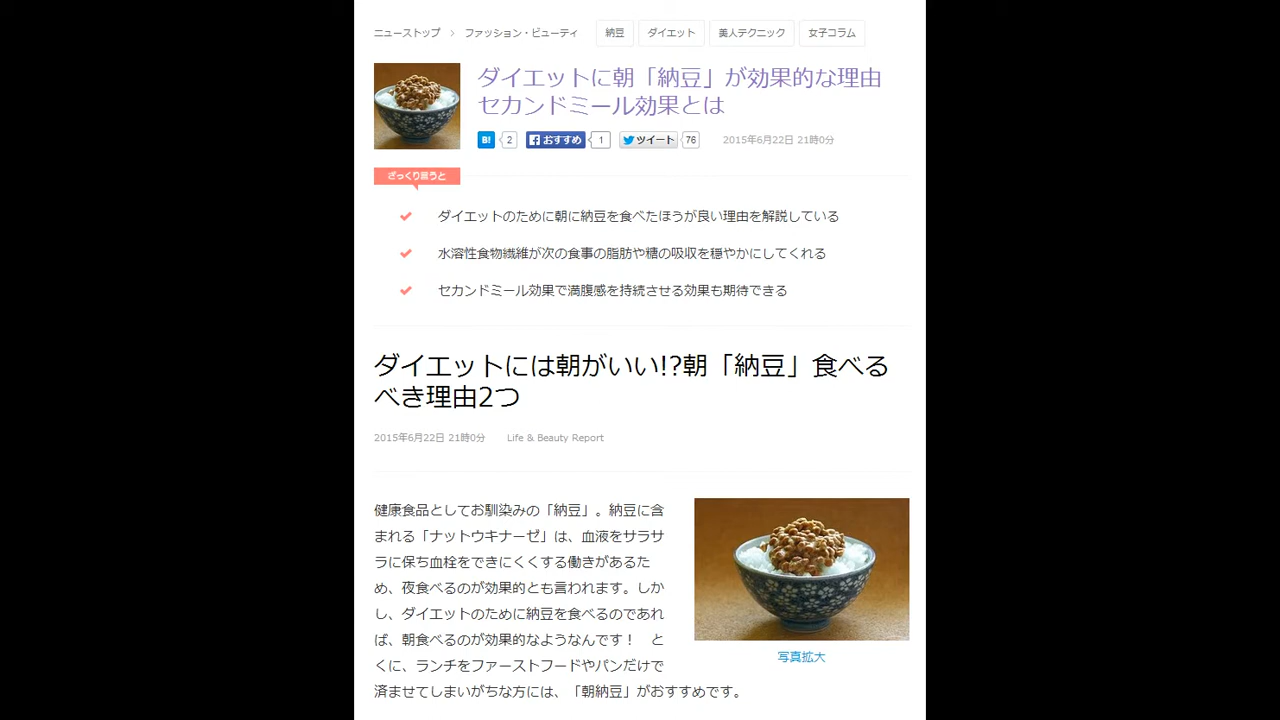 ニューストップ > ファッション・ビューティ 納豆 ダイエット 美人テクニック 女子コラム
ダイエットに朝「納豆」が効果的な理由
セカンドミール効果とは
B! 2 おすすめ 1 ツイート 76 2015年6月22日 21時0分
ざっくり言うと
ダイエットのために朝に納豆を食べたほうが良い理由を解説している
水溶性食物繊維が次の食事の脂肪や糖の吸収を穏やかにしてくれる
セカンドミール効果で満腹感を持続させる効果も期待できる
ダイエットには朝がいい!?朝「納豆」食べる
べき理由2つ
2015年6月22日 21時0分 Life & Beauty Report
健康食品としてお馴染みの「納豆」。納豆に含
まれる「ナットウキナーゼ」は、血液をサラサ
ラに保ち血栓をできにくくする働きがあるた
め、夜食べるのが効果的とも言われます。しか
し、ダイエットのために納豆を食べるのであれ
ば、朝食べるのが効果的なようなんです！　と
くに、ランチをファーストフードやパンだけで
済ませてしまいがちな方には、「朝納豆」がおすすめです。
写真拡大